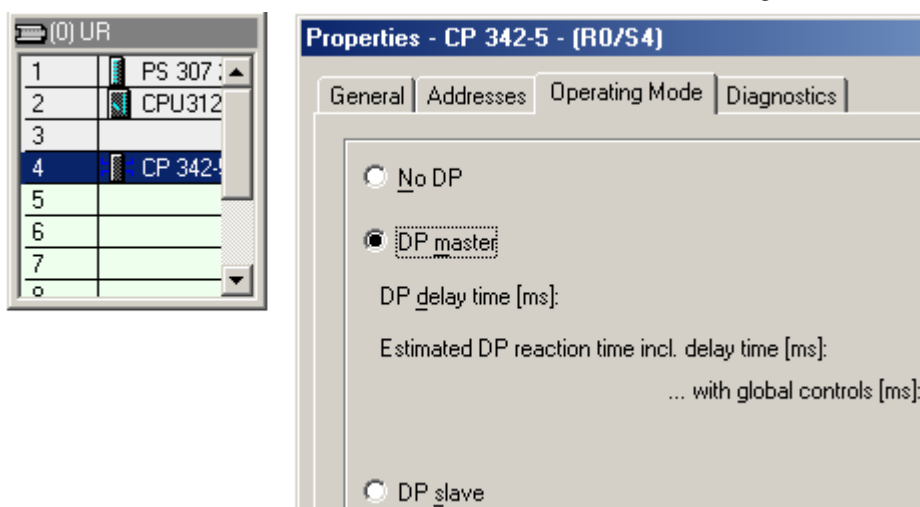 (0) UR
1 PS 307
2 CPU312
3
4 CP 342-5
5
6
7
Properties - CP 342-5 - (R0/S4)
General Addresses Operating Mode Diagnostics
No DP
DP master
DP delay time [ms]:
Estimated DP reaction time incl. delay time [ms]:
... with global controls [ms]:
DP slave